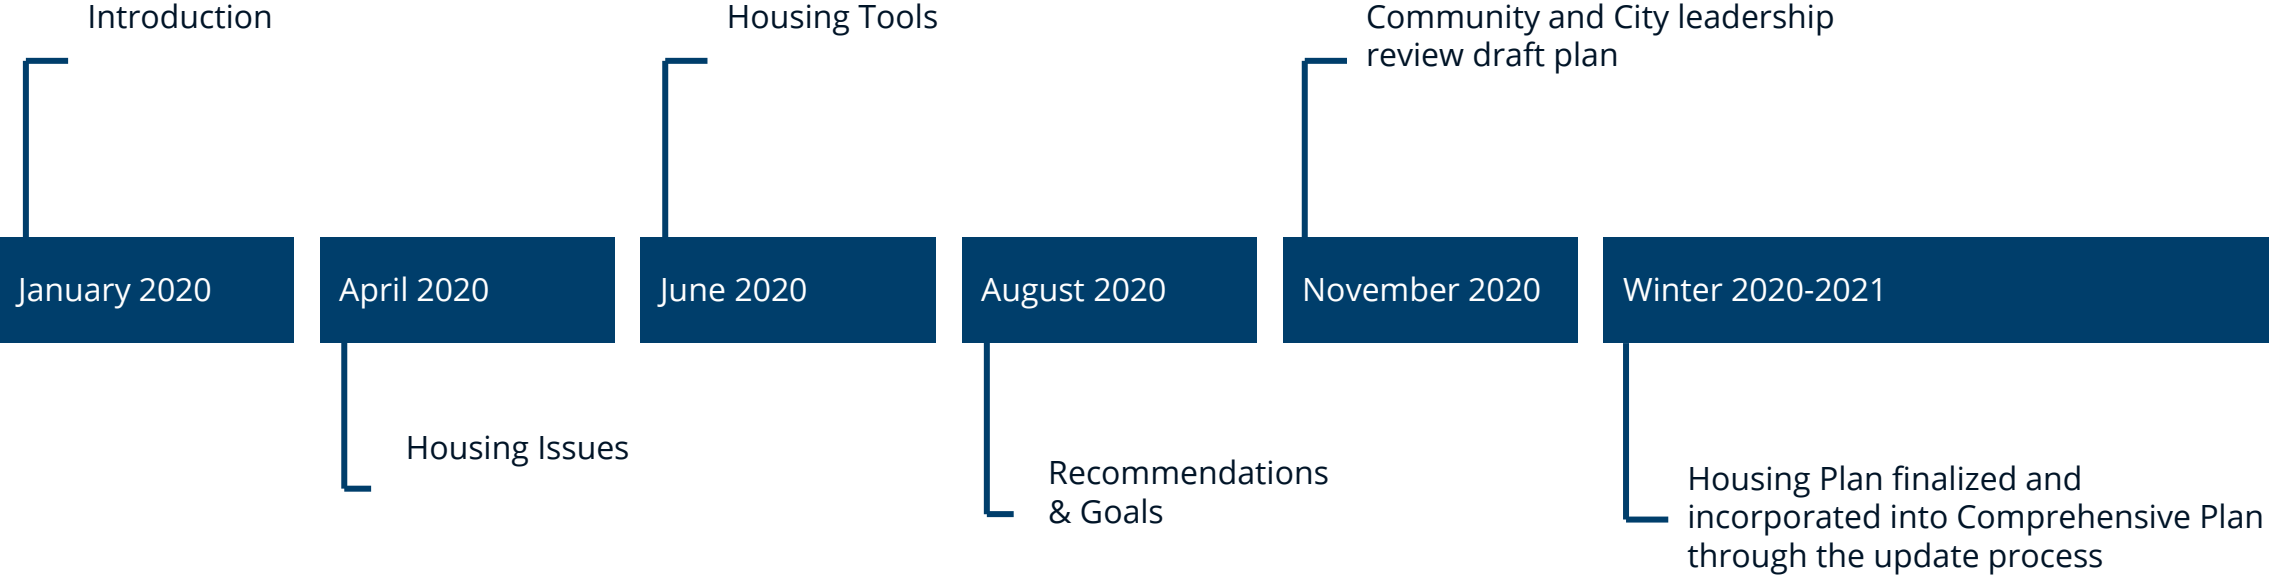 Introduction
Housing Tools
Community and City leadership
review draft plan
January 2020
April 2020
June 2020
August 2020
November 2020
Winter 2020-2021
Housing Issues
Recommendations
& Goals
Housing Plan finalized and
incorporated into Comprehensive Plan
through the update process